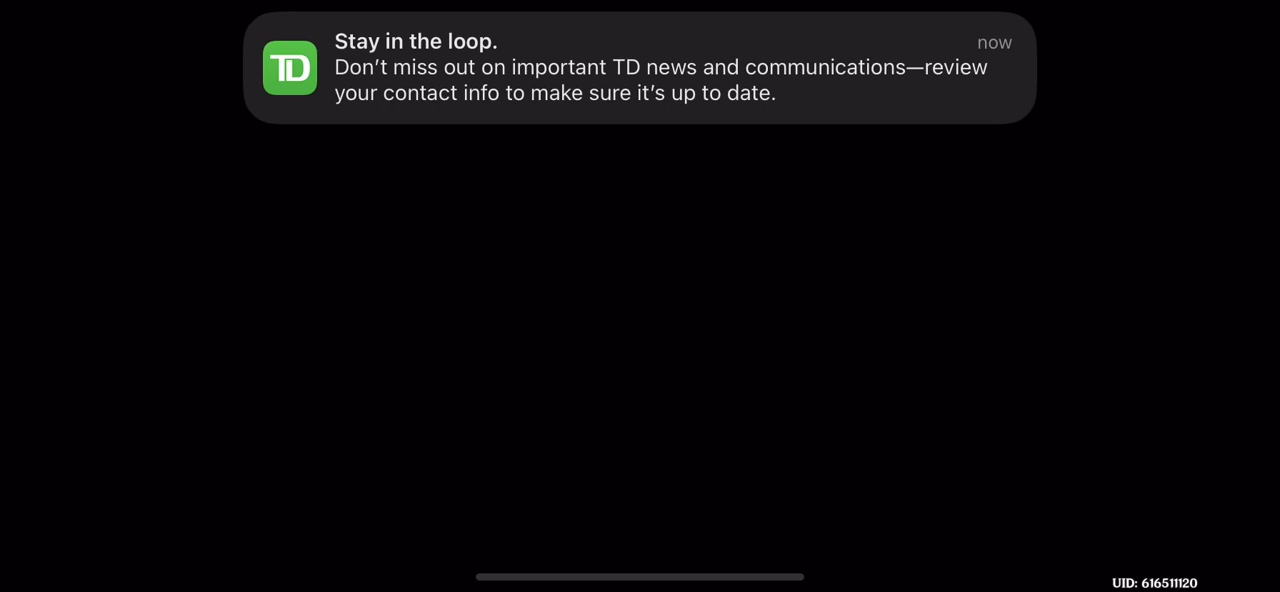 TD
Stay in the loop.
now
Don’t miss out on important TD news and communications—review
your contact info to make sure it’s up to date.
UID: 616511120